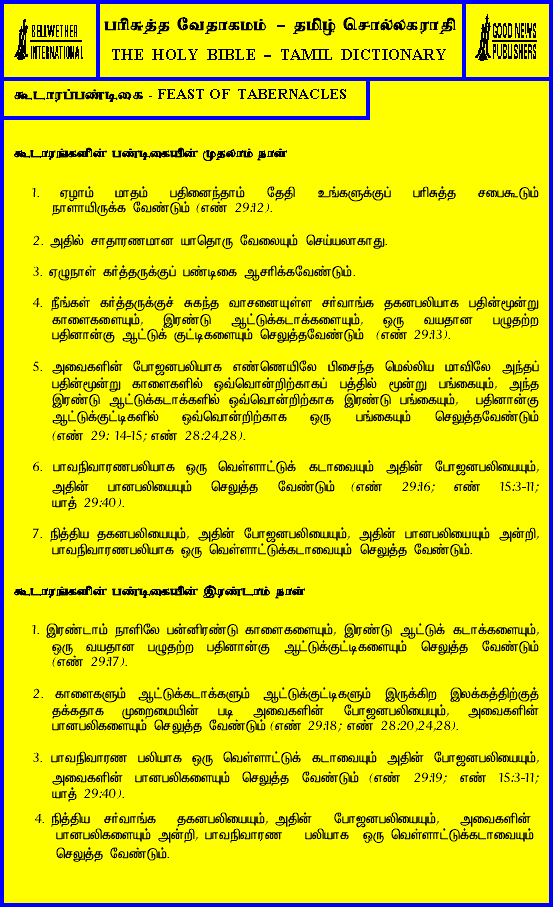 BELLWETHER
INTERNATIONAL
பரிசுத்த வேதாகமம் – தமிழ் சொல்லகராதி
THE HOLY BIBLE – TAMIL DICTIONARY
GOOD NEWS
PUBLISHERS
கூடாரப்பண்டிகை - FEAST OF TABERNACLES
கூடாரங்களின் பண்டிகையின் முதலாம் நாள்
1. ஏழாம் மாதம் பதினைந்தாம் தேதி உங்களுக்குப் பரிசுத்த சபைகூடும்
நாளாயிருக்க வேண்டும் (எண் 29:12).
2. அதில் சாதாரணமான யாதொரு வேலையும் செய்யலாகாது.
3. ஏழுநாள் கர்த்தருக்குப் பண்டிகை ஆசரிக்கவேண்டும்.
4. நீங்கள் கர்த்தருக்குச் சுகந்த வாசனையுள்ள சர்வாங்க தகனபலியாக பதின்மூன்று
காளைகளையும், இரண்டு ஆட்டுக்கடாக்களையும், ஒரு வயதான பழுதற்ற
பதினான்கு ஆட்டுக் குட்டிகளையும் செலுத்தவேண்டும் (எண் 29:13).
5. அவைகளின் போஜனபலியாக எண்ணெயிலே பிசைந்த மெல்லிய மாவிலே அந்தப்
பதின்மூன்று காளைகளில் ஒவ்வொன்றிற்காகப் பத்தில் மூன்று பங்கையும், அந்த
இரண்டு ஆட்டுக்கடாக்களில் ஒவ்வொன்றிற்காக இரண்டு பங்கையும், பதினான்கு
ஆட்டுக்குட்டிகளில் ஒவ்வொன்றிற்காக ஒரு பங்கையும் செலுத்தவேண்டும்
(எண் 29: 14-15; எண் 28:24,28).
6. பாவநிவாரணபலியாக ஒரு வெள்ளாட்டுக் கடாவையும் அதின் போஜனபலியையும்,
அதின் பானபலியையும் செலுத்த வேண்டும் (எண் 29:16; எண் 15:3-11;
யாத் 29:40).
7. நித்திய தகனபலியையும், அதின் போஜனபலியையும், அதின் பானபலியையும் அன்றி,
பாவநிவாரணபலியாக ஒரு வெள்ளாட்டுக்கடாவையும் செலுத்த வேண்டும்.
கூடாரங்களின் பண்டிகையின் இரண்டாம் நாள்
1. இரண்டாம் நாளிலே பன்னிரண்டு காளைகளையும், இரண்டு ஆட்டுக் கடாக்களையும்,
ஒரு வயதான பழுதற்ற பதினான்கு ஆட்டுக்குட்டிகளையும் செலுத்த வேண்டும்
(எண் 29:17).
2. காளைகளும் ஆட்டுக்கடாக்களும் ஆட்டுக்குட்டிகளும் இருக்கிற இலக்கத்திற்குத்
தக்கதாக முறைமையின் படி அவைகளின் போஜனபலியையும், அவைகளின்
பானபலிகளையும் செலுத்த வேண்டும் (எண் 29:18; எண் 28:20,24,28).
3. பாவநிவாரண பலியாக ஒரு வெள்ளாட்டுக் கடாவையும் அதின் போஜனபலியையும்,
அவைகளின் பானபலிகளையும் செலுத்த வேண்டும் (எண் 29:19; எண் 15:3-11;
யாத் 29:40).
4. நித்திய சர்வாங்க தகனபலியையும், அதின் போஜனபலியையும், அவைகளின்
பானபலிகளையும் அன்றி, பாவநிவாரண பலியாக ஒரு வெள்ளாட்டுக்கடாவையும்
செலுத்த வேண்டும்.